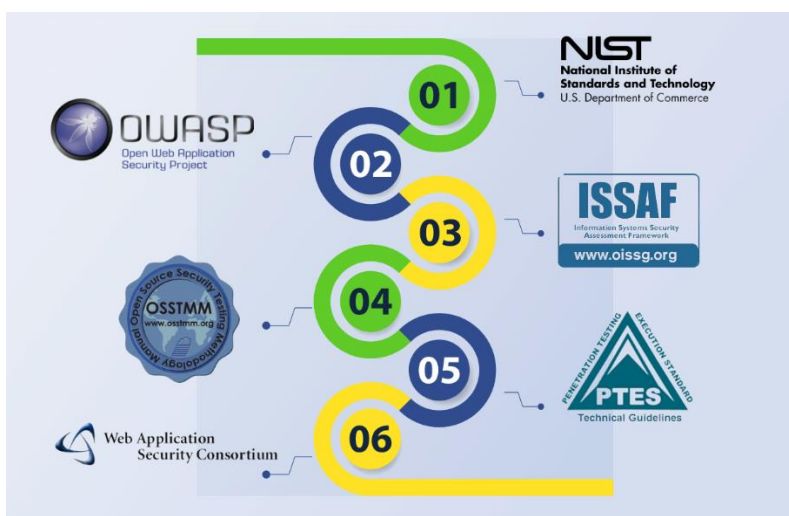 01
NIST
National Institute of
Standards and Technology
U.S. Department of Commerce
OWASP
Open Web Application
Security Project
02
03
ISSAF
Information Systems Security
Assessment Framework
www.oissg.org
04
Open Source Security Testing Methodology Manual
OSSTMM
www.osstmm.org
05
PENETRATION TESTING
EXECUTION STANDARD
PTES
Technical Guidelines
06
Web Application
Security Consortium